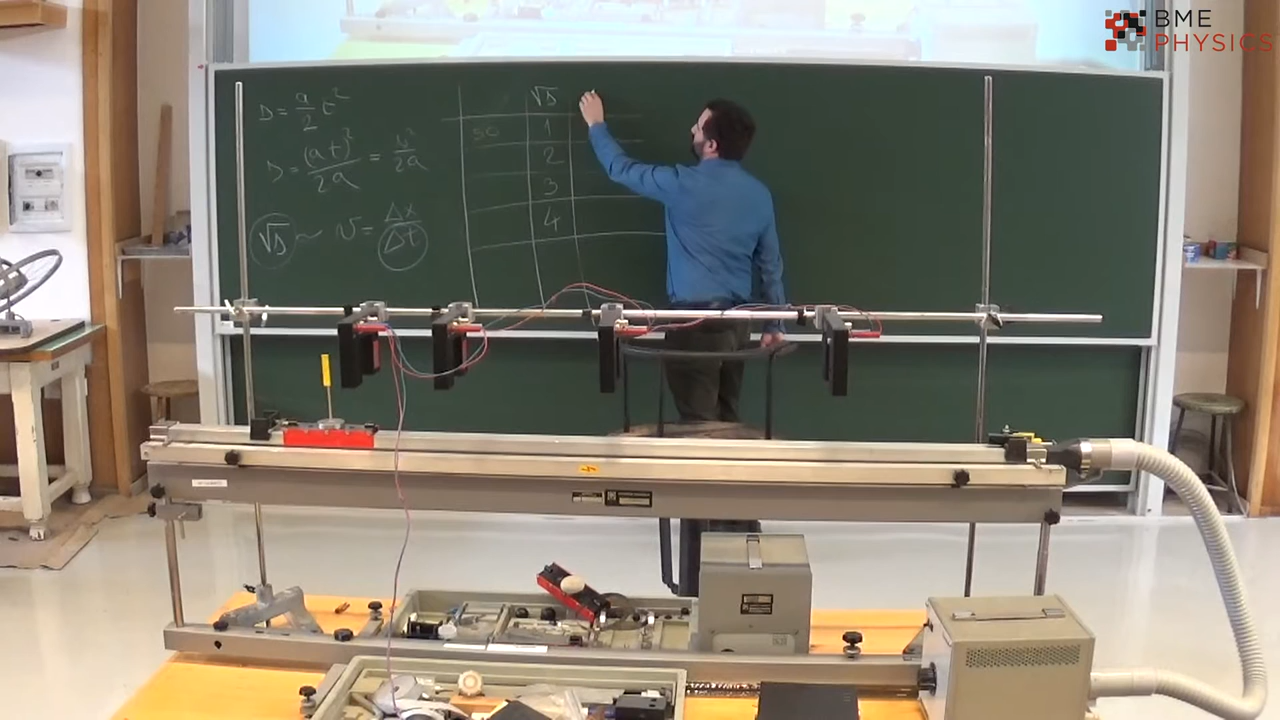 BME
PHYSICS
s = a/2 t²
s = (at)²/2a = v²/2a
√s ~ v = Δx/Δt
√s
50 1
2
3
4